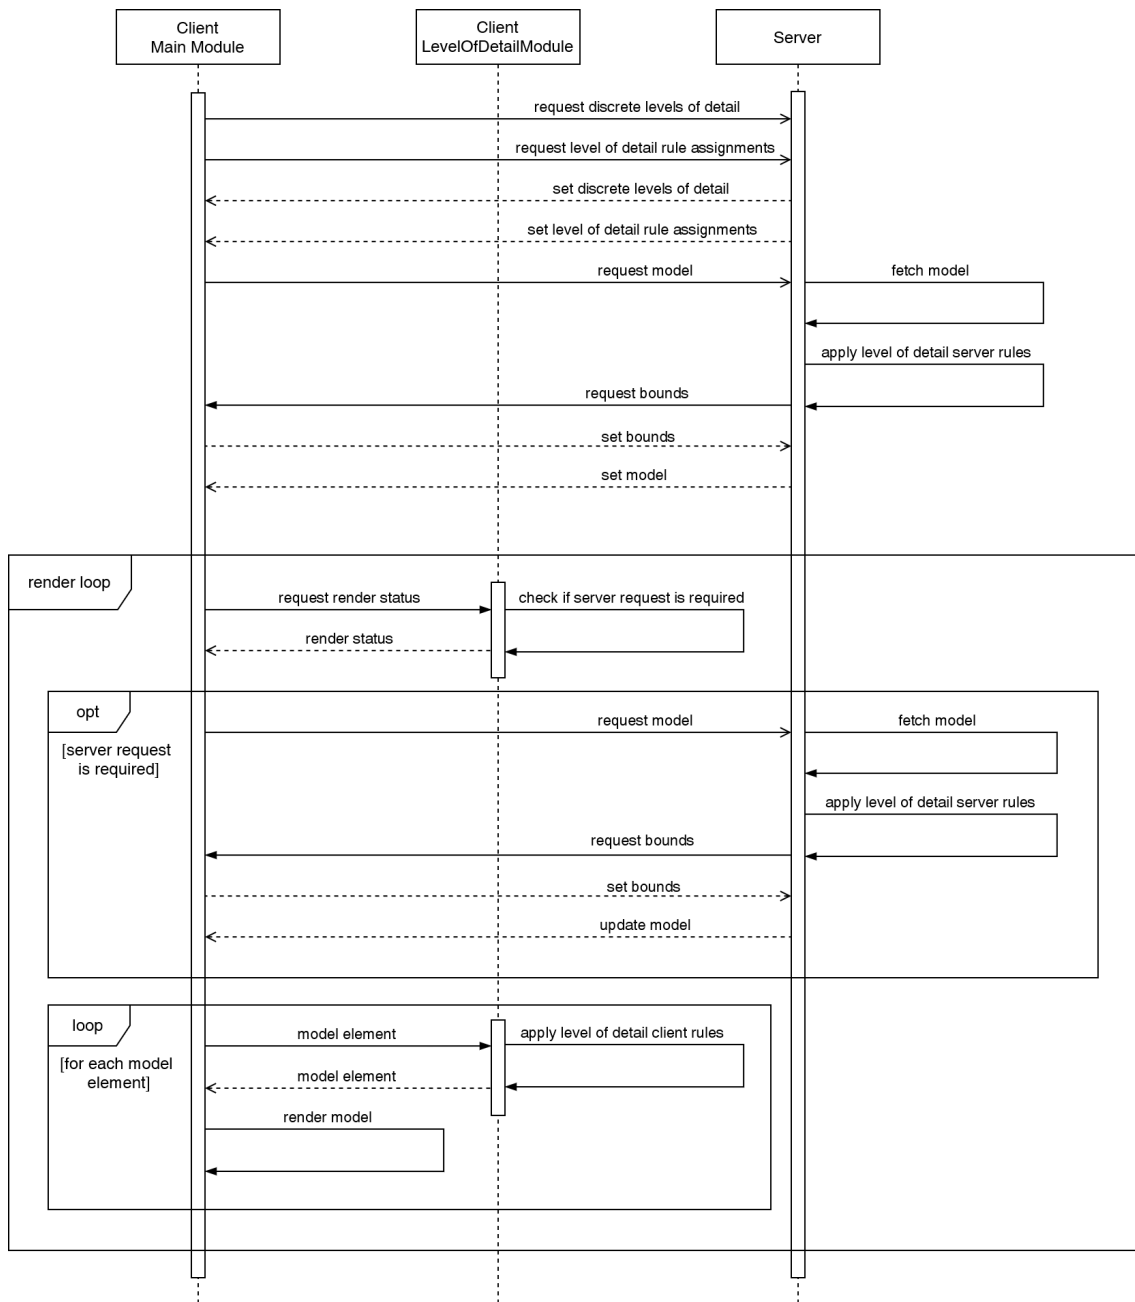 Client
Main Module
Client
LevelOfDetailModule
Server
request discrete levels of detail
request level of detail rule assignments
set discrete levels of detail
set level of detail rule assignments
request model
fetch model
apply level of detail server rules
request bounds
set bounds
set model
render loop
request render status
check if server request is required
render status
opt
[server request
is required]
request model
fetch model
apply level of detail server rules
request bounds
set bounds
update model
loop
[for each model
element]
model element
apply level of detail client rules
model element
render model